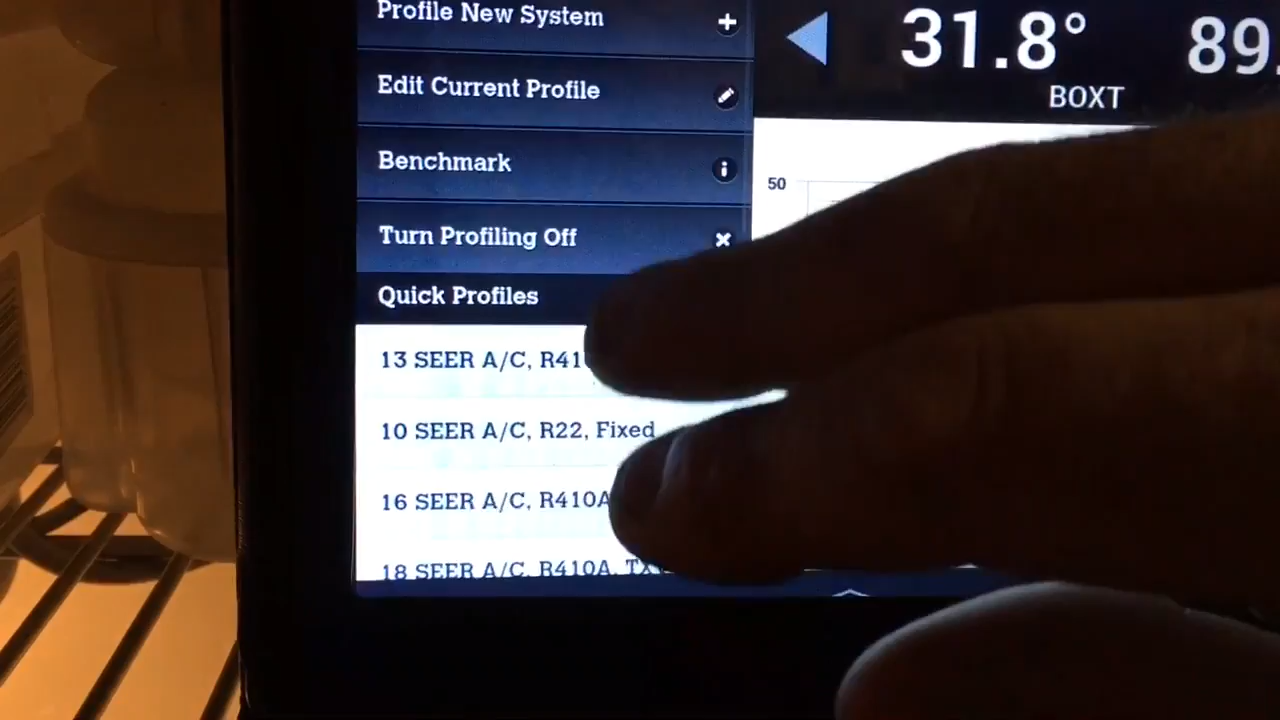 Profile New System
31.8°
89.
Edit Current Profile
BOXT
Benchmark
50
Turn Profiling Off
Quick Profiles
13 SEER A/C,
10 SEER A/C, R22, Fixed
16 SEER A/C, R410A
18 SEER A/C, R410A,